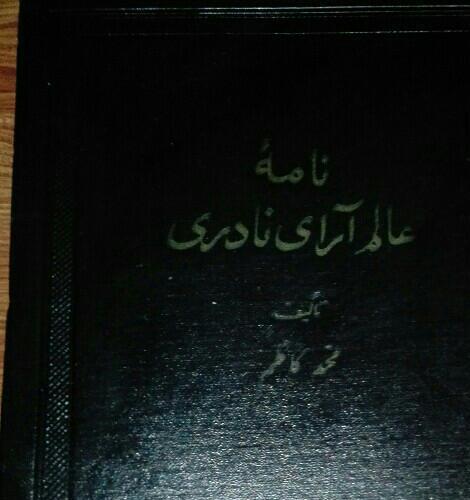 نامهٔ
عالم آرای نادری
تألیف
محمد کاظم